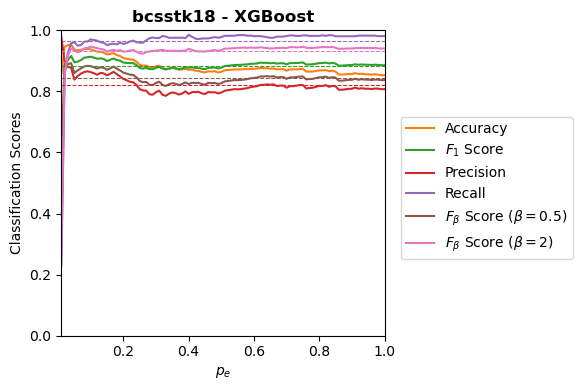 bcsstk18 - XGBoost
Classification Scores
1.0
0.8
0.6
0.4
0.2
0.0
0.2 0.4 0.6 0.8 1.0
pₑ
Accuracy
F₁ Score
Precision
Recall
Fᵦ Score (β = 0.5)
Fᵦ Score (β = 2)